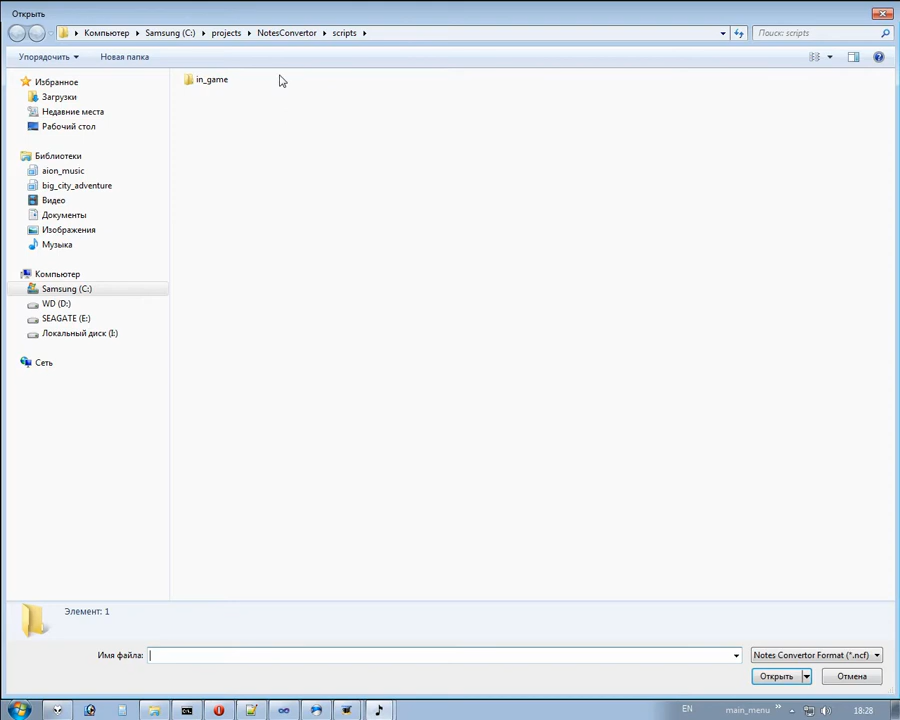 Открыть
Компьютер
Samsung (C:)
projects
NotesConvertor
scripts
Поиск: scripts
Упорядочить
Новая папка
Избранное
Загрузки
Недавние места
Рабочий стол
Библиотеки
aion_music
big_city_adventure
Видео
Документы
Изображения
Музыка
Компьютер
Samsung (C:)
WD (D:)
SEAGATE (E:)
Локальный диск (I:)
Сеть
in_game
Элемент: 1
Имя файла:
Notes Convertor Format (*.ncf)
Открыть
Отмена
EN
main_menu
18:28